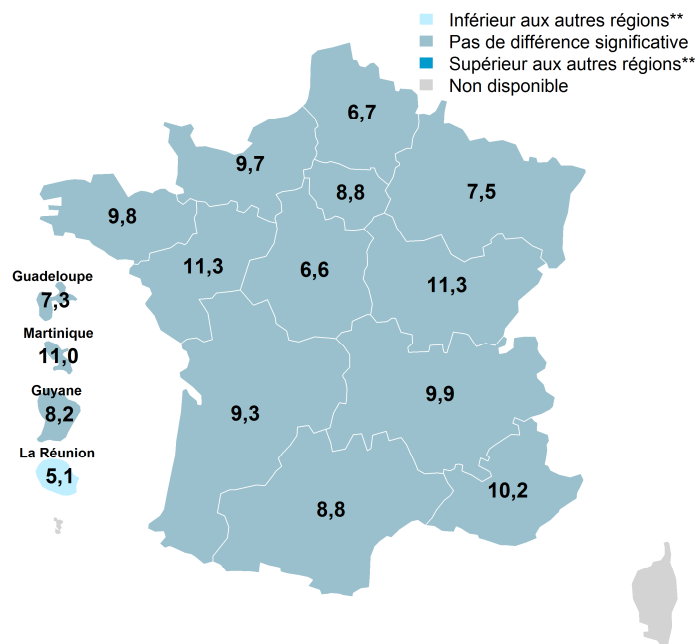 Inférieur aux autres régions**
Pas de différence significative
Supérieur aux autres régions**
Non disponible
6,7
9,7
8,8
7,5
9,8
11,3
6,6
11,3
Guadeloupe
7,3
Martinique
11,0
Guyane
8,2
9,3
9,9
La Réunion
5,1
8,8
10,2